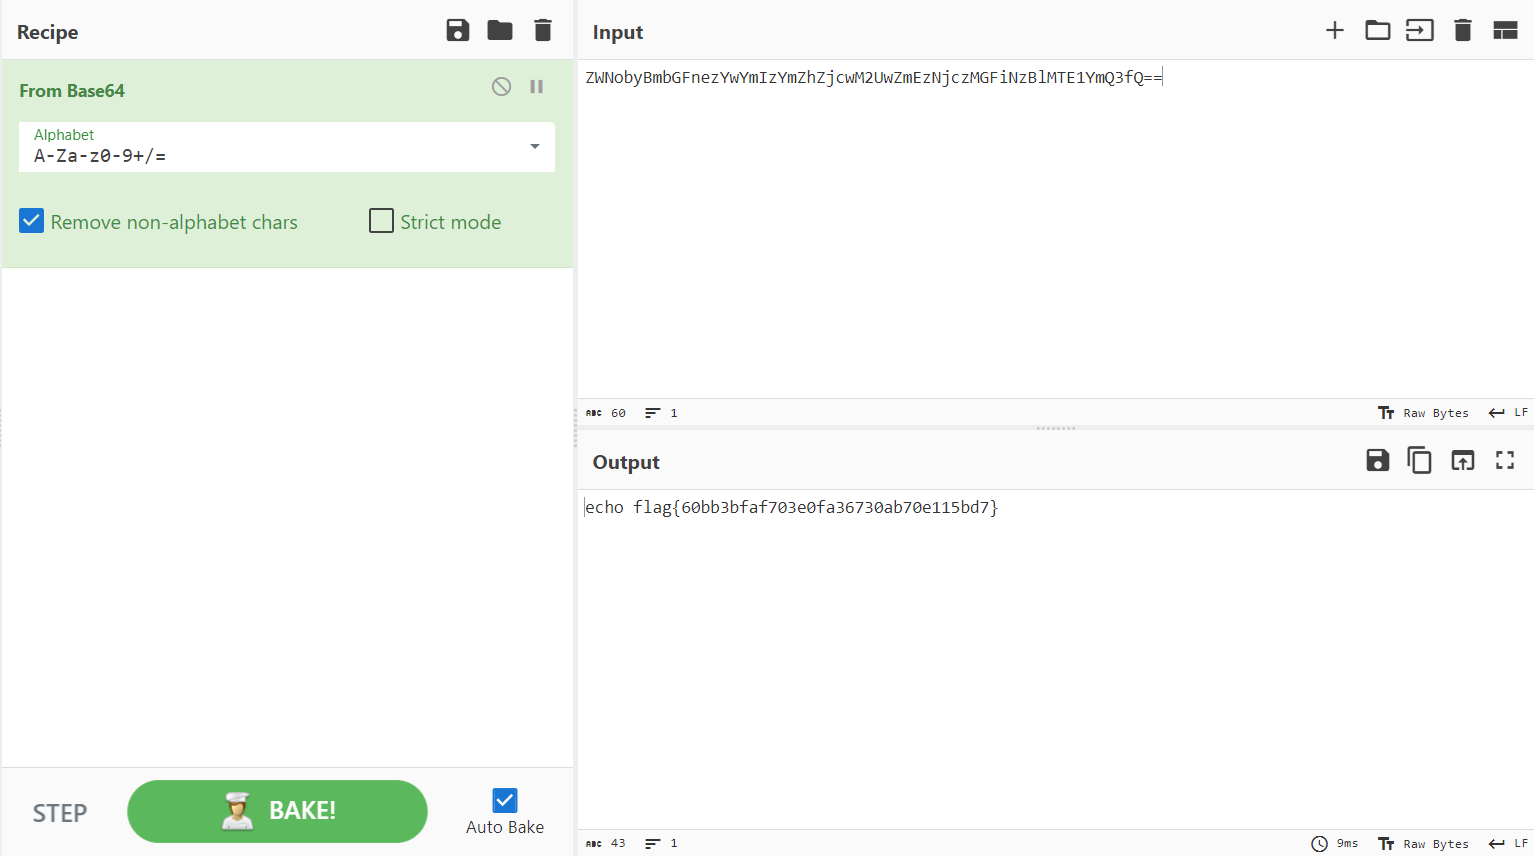 Recipe
From Base64
Alphabet
A-Za-z0-9+/=
Remove non-alphabet chars
Strict mode
STEP
BAKE!
Auto Bake
Input
ZWNobyBmbGFnezYwYmIzYmZhZjcwM2UwZmEzNjczMGFiNzBlMTE1YmQ3fQ==
ABC 60 1
Raw Bytes LF
Output
echo flag{60bb3bfaf703e0fa36730ab70e115bd7}
ABC 43 1
9ms Raw Bytes LF